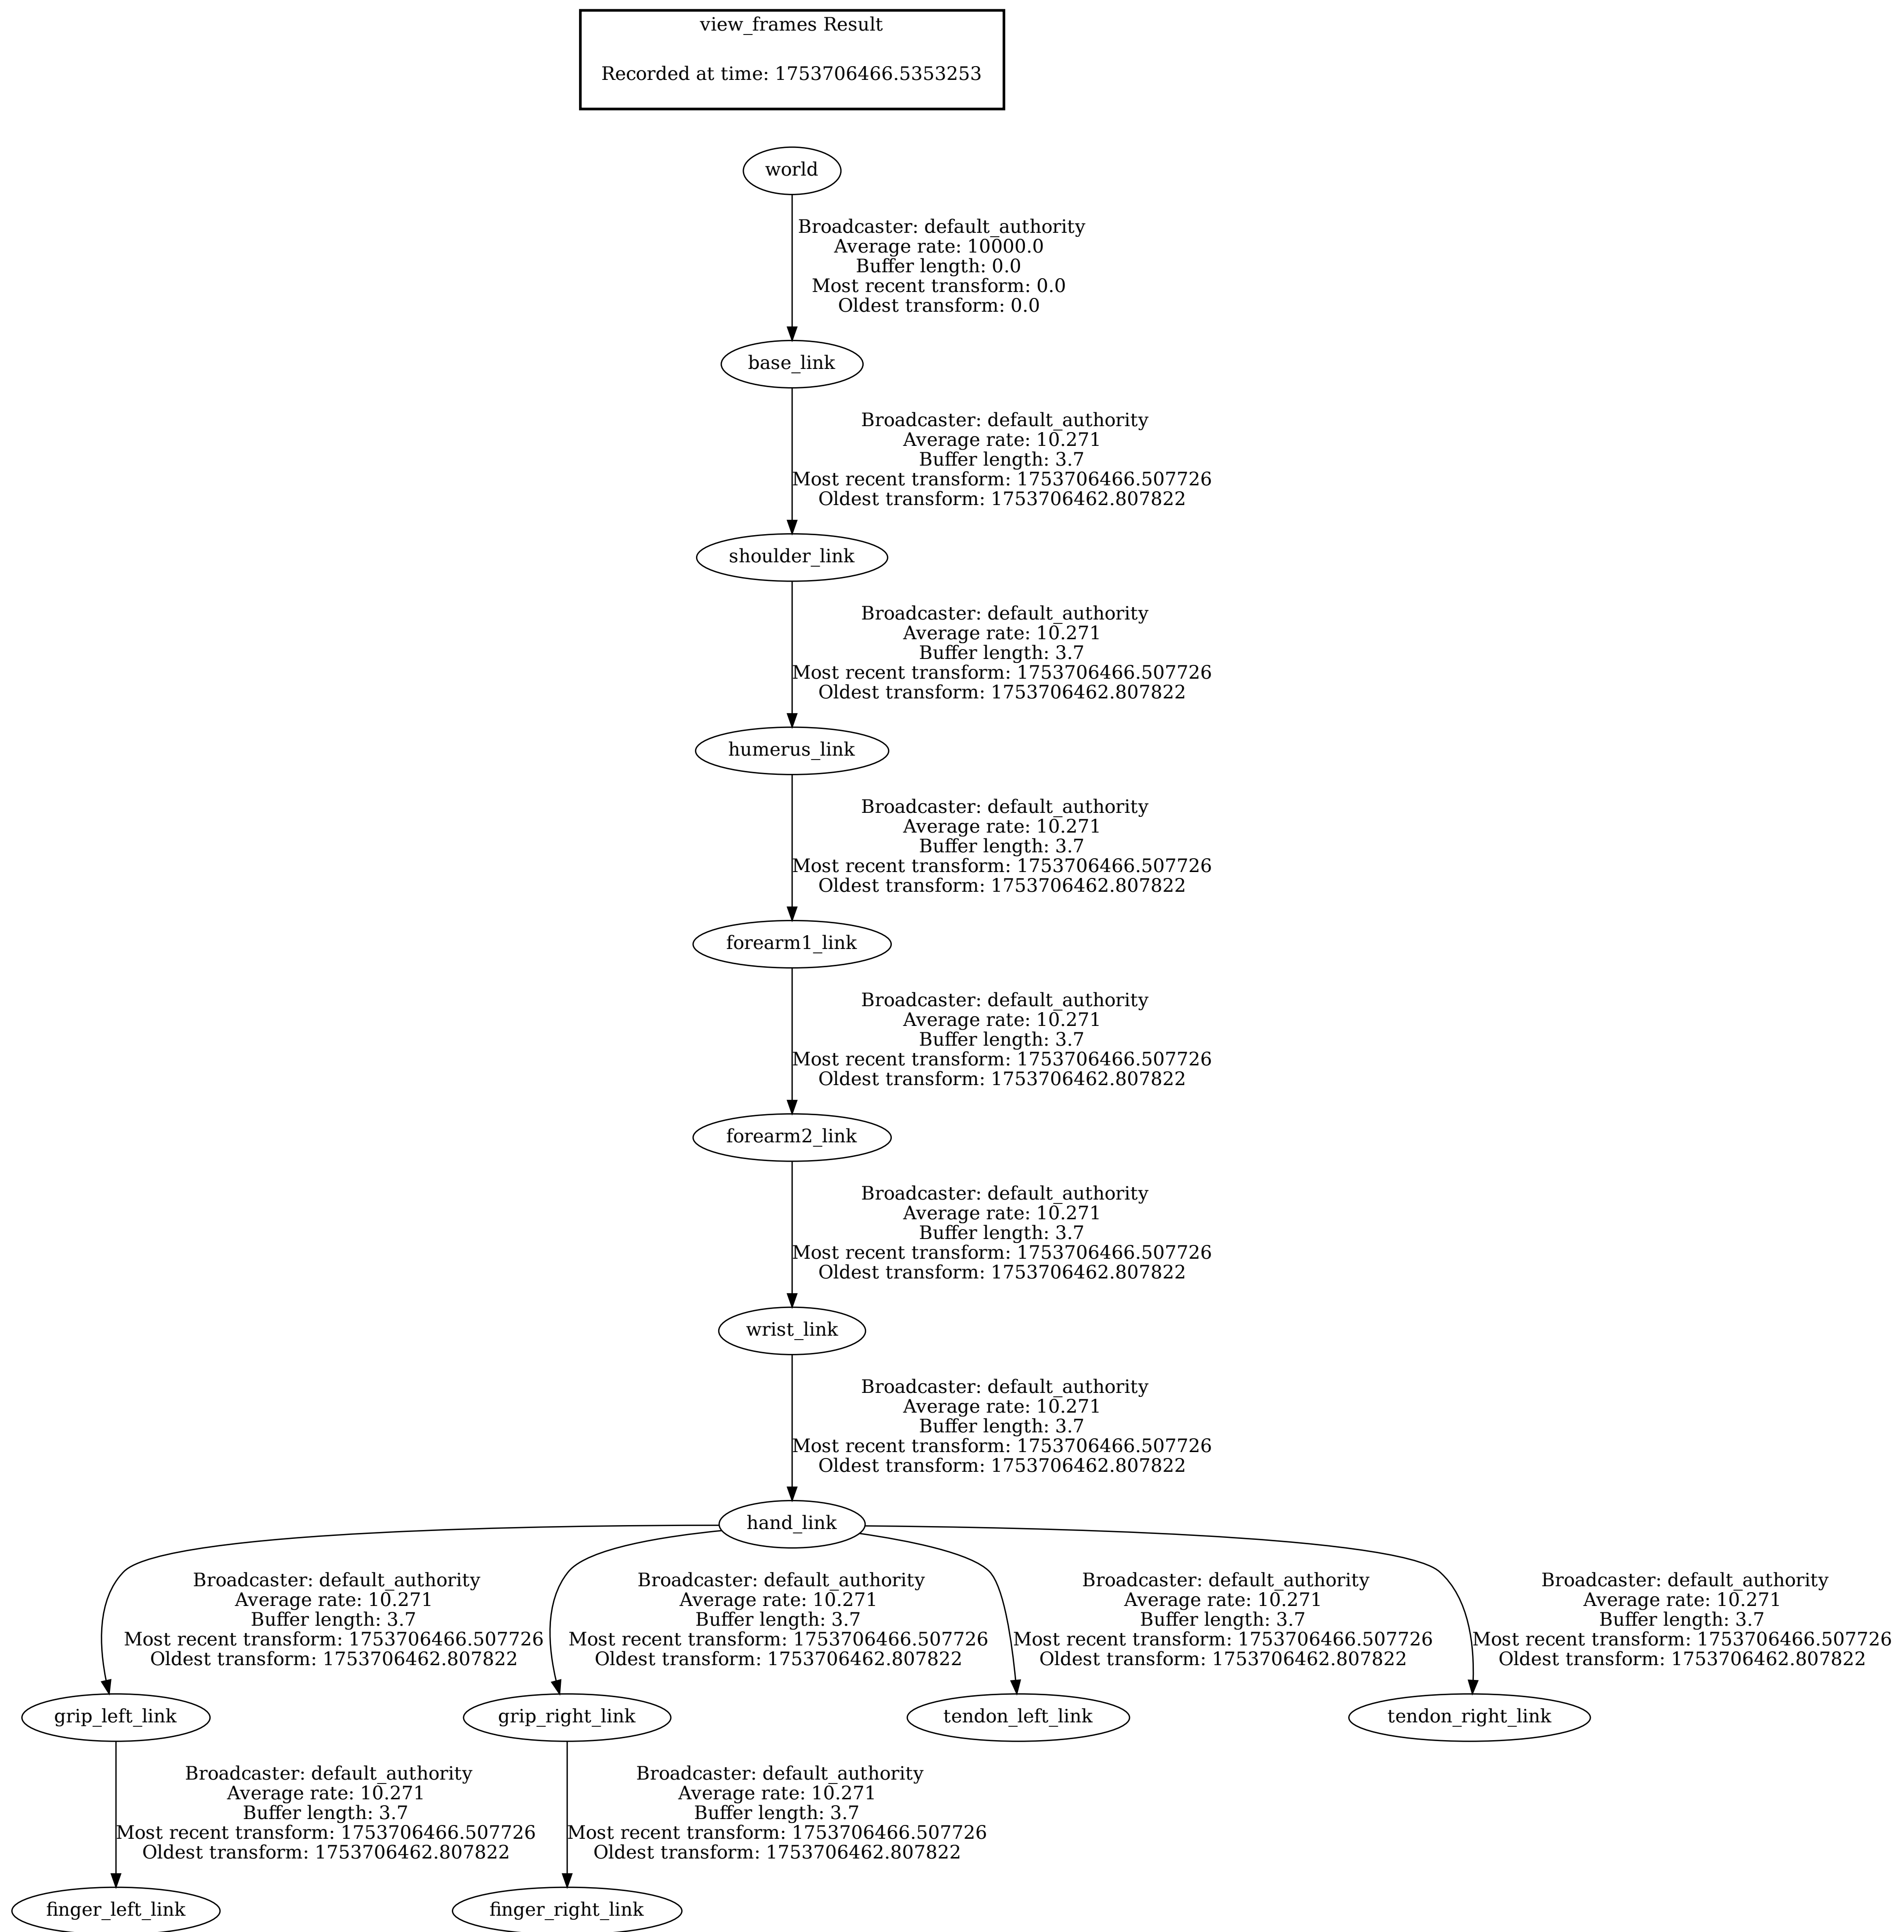 view_frames Result
Recorded at time: 1753706466.5353253
world
Broadcaster: default_authority
Average rate: 10000.0
Buffer length: 0.0
Most recent transform: 0.0
Oldest transform: 0.0
base_link
Broadcaster: default_authority
Average rate: 10.271
Buffer length: 3.7
Most recent transform: 1753706466.507726
Oldest transform: 1753706462.807822
shoulder_link
Broadcaster: default_authority
Average rate: 10.271
Buffer length: 3.7
Most recent transform: 1753706466.507726
Oldest transform: 1753706462.807822
humerus_link
Broadcaster: default_authority
Average rate: 10.271
Buffer length: 3.7
Most recent transform: 1753706466.507726
Oldest transform: 1753706462.807822
forearm1_link
Broadcaster: default_authority
Average rate: 10.271
Buffer length: 3.7
Most recent transform: 1753706466.507726
Oldest transform: 1753706462.807822
forearm2_link
Broadcaster: default_authority
Average rate: 10.271
Buffer length: 3.7
Most recent transform: 1753706466.507726
Oldest transform: 1753706462.807822
wrist_link
Broadcaster: default_authority
Average rate: 10.271
Buffer length: 3.7
Most recent transform: 1753706466.507726
Oldest transform: 1753706462.807822
hand_link
Broadcaster: default_authority
Average rate: 10.271
Buffer length: 3.7
Most recent transform: 1753706466.507726
Oldest transform: 1753706462.807822
Broadcaster: default_authority
Average rate: 10.271
Buffer length: 3.7
Most recent transform: 1753706466.507726
Oldest transform: 1753706462.807822
Broadcaster: default_authority
Average rate: 10.271
Buffer length: 3.7
Most recent transform: 1753706466.507726
Oldest transform: 1753706462.807822
Broadcaster: default_authority
Average rate: 10.271
Buffer length: 3.7
Most recent transform: 1753706466.507726
Oldest transform: 1753706462.807822
grip_left_link
grip_right_link
tendon_left_link
tendon_right_link
Broadcaster: default_authority
Average rate: 10.271
Buffer length: 3.7
Most recent transform: 1753706466.507726
Oldest transform: 1753706462.807822
Broadcaster: default_authority
Average rate: 10.271
Buffer length: 3.7
Most recent transform: 1753706466.507726
Oldest transform: 1753706462.807822
finger_left_link
finger_right_link